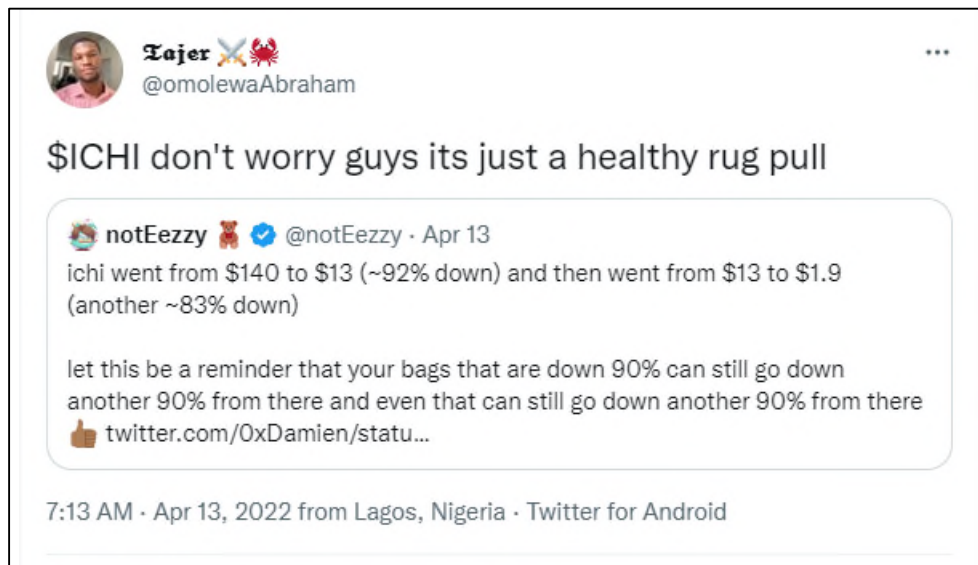 𝕿𝖆𝖏𝖊𝖗 ⚔️🦀
@omolewaAbraham
$ICHI don't worry guys its just a healthy rug pull
notEezzy 🧸 @notEezzy · Apr 13
ichi went from $140 to $13 (~92% down) and then went from $13 to $1.9
(another ~83% down)
let this be a reminder that your bags that are down 90% can still go down
another 90% from there and even that can still go down another 90% from there
👍🏾 twitter.com/0xDamien/statu...
7:13 AM · Apr 13, 2022 from Lagos, Nigeria · Twitter for Android